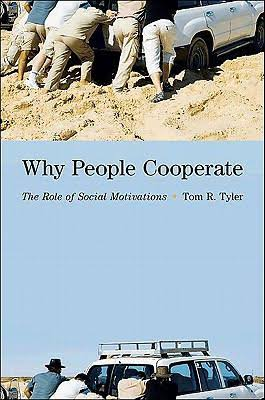 Why People Cooperate
The Role of Social Motivations • Tom R. Tyler